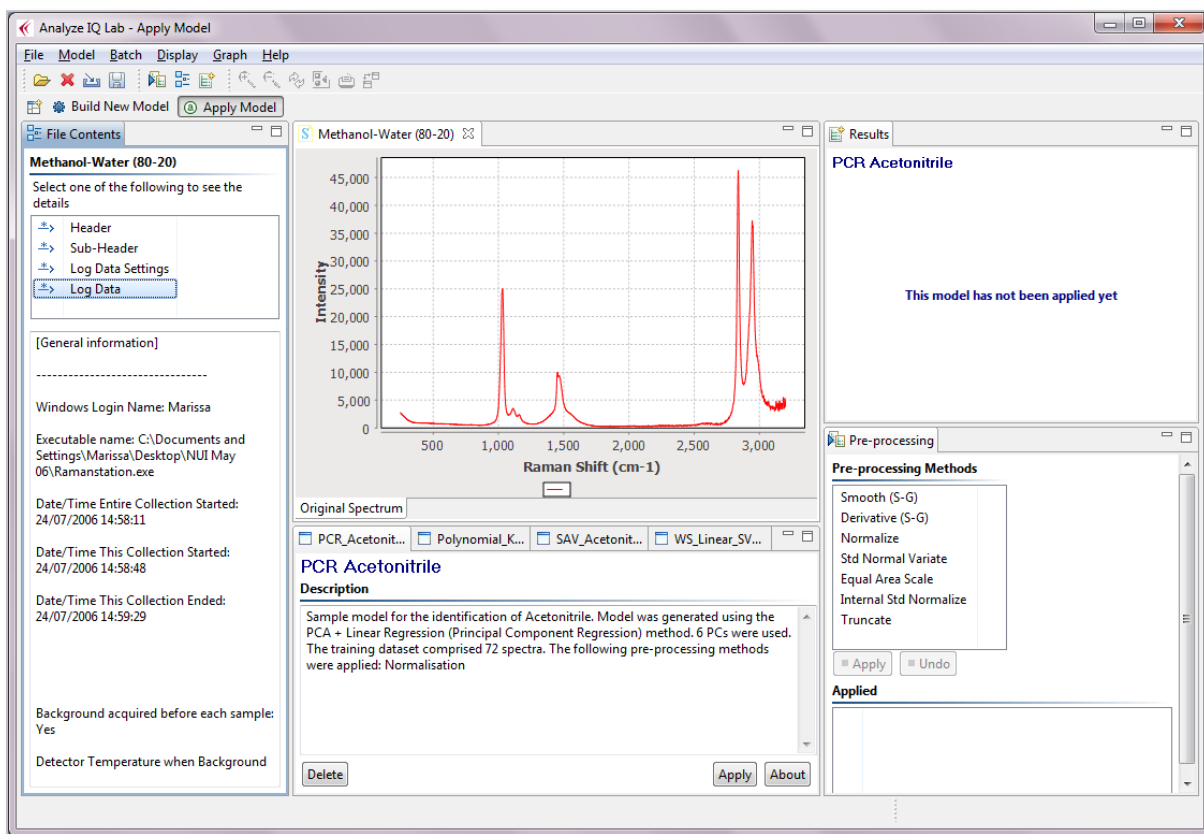 Analyze IQ Lab - Apply Model
File Model Batch Display Graph Help
Build New Model Apply Model
File Contents
Methanol-Water (80-20)
Select one of the following to see the
details
Header
Sub-Header
Log Data Settings
Log Data
[General information]
--------------------------------
Windows Login Name: Marissa
Executable name: C:\Documents and
Settings\Marissa\Desktop\NUI May
06\Ramanstation.exe
Date/Time Entire Collection Started:
24/07/2006 14:58:11
Date/Time This Collection Started:
24/07/2006 14:58:48
Date/Time This Collection Ended:
24/07/2006 14:59:29
Background acquired before each sample:
Yes
Detector Temperature when Background
Methanol-Water (80-20)
45,000
40,000
35,000
30,000
25,000
20,000
15,000
10,000
5,000
0
Intensity
500 1,000 1,500 2,000 2,500 3,000
Raman Shift (cm-1)
Original Spectrum
PCR_Acetonit... Polynomial_K... SAV_Acetonit... WS_Linear_SV...
PCR Acetonitrile
Description
Sample model for the identification of Acetonitrile. Model was generated using the
PCA + Linear Regression (Principal Component Regression) method. 6 PCs were used.
The training dataset comprised 72 spectra. The following pre-processing methods
were applied: Normalisation
Delete Apply About
Results
PCR Acetonitrile
This model has not been applied yet
Pre-processing
Pre-processing Methods
Smooth (S-G)
Derivative (S-G)
Normalize
Std Normal Variate
Equal Area Scale
Internal Std Normalize
Truncate
Apply Undo
Applied